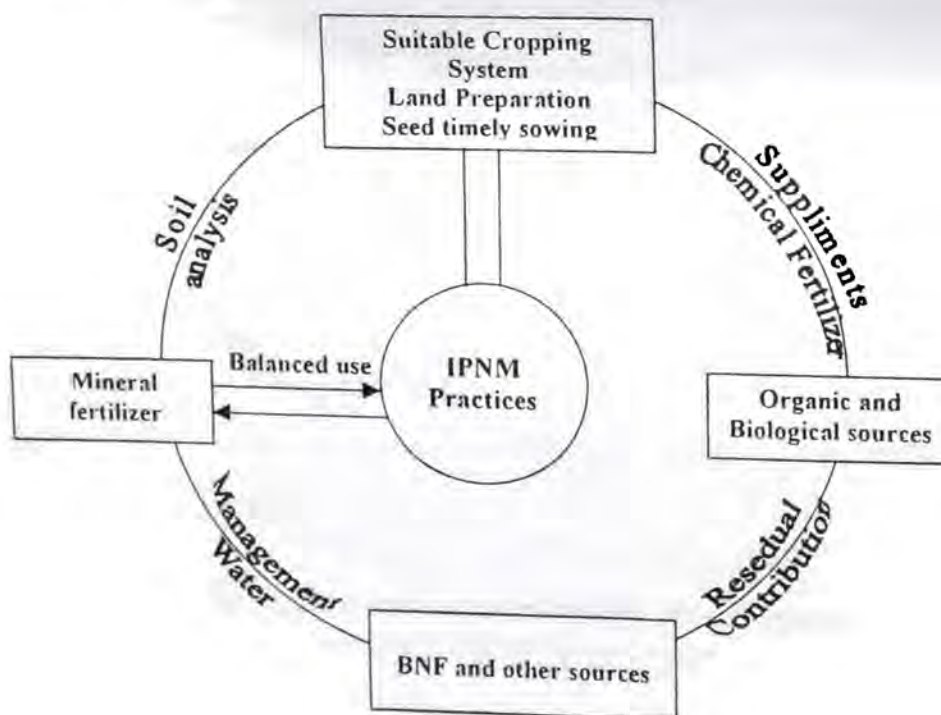 Suitable Cropping
System
Land Preparation
Seed timely sowing
Soil
analysis
Suppliments
Chemical Fertilizer
Balanced use
Mineral
fertilizer
IPNM
Practices
Organic and
Biological sources
Management
Water
Resedual
Contribution
BNF and other sources